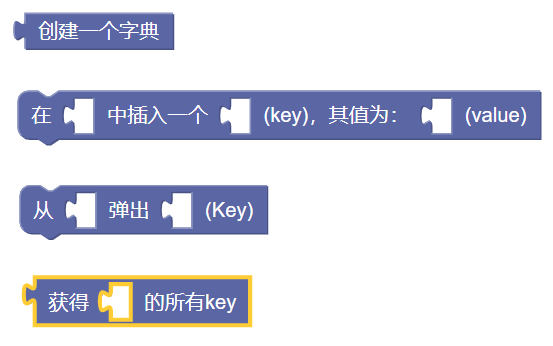 创建一个字典
在 中插入一个 (key)，其值为： (value)
从 弹出 (Key)
获得 的所有key